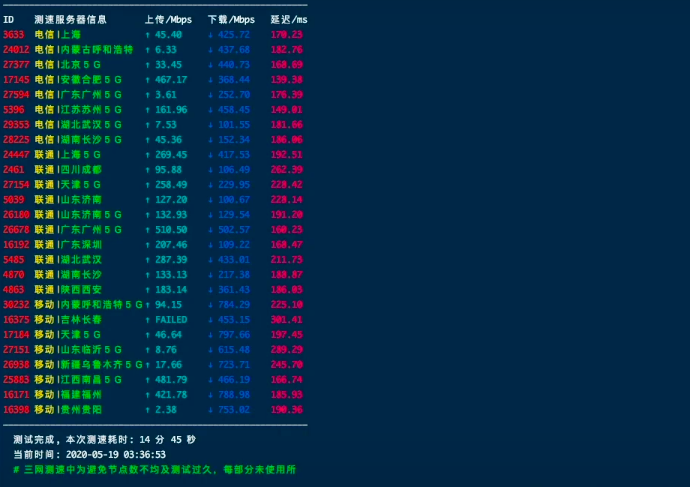 ID 测速服务器信息 上传/Mbps 下载/Mbps 延迟/ms
3633 电信|上海 ↑ 45.40 ↓ 425.72 170.23
24012 电信|内蒙古呼和浩特 ↑ 6.33 ↓ 437.68 182.76
27377 电信|北京５Ｇ ↑ 33.45 ↓ 440.73 160.69
17145 电信|安徽合肥５Ｇ ↑ 467.17 ↓ 368.44 139.38
27594 电信|广东广州５Ｇ ↑ 3.61 ↓ 252.70 176.39
5396 电信|江苏苏州５Ｇ ↑ 161.96 ↓ 458.45 149.01
29353 电信|湖北武汉５Ｇ ↑ 7.53 ↓ 101.55 181.66
28225 电信|湖南长沙５Ｇ ↑ 45.36 ↓ 152.34 186.06
24447 联通|上海５Ｇ ↑ 269.45 ↓ 417.53 192.51
2461 联通|四川成都 ↑ 95.88 ↓ 106.49 262.39
27154 联通|天津５Ｇ ↑ 258.49 ↓ 229.95 228.42
5039 联通|山东济南 ↑ 127.20 ↓ 100.67 228.14
26180 联通|山东济南５Ｇ ↑ 132.93 ↓ 129.54 191.20
26678 联通|广东广州５Ｇ ↑ 510.50 ↓ 502.57 160.23
16192 联通|广东深圳 ↑ 207.46 ↓ 109.22 168.47
5485 联通|湖北武汉 ↑ 287.39 ↓ 433.01 211.73
4870 联通|湖南长沙 ↑ 133.13 ↓ 217.38 180.87
4863 联通|陕西西安 ↑ 183.14 ↓ 361.43 186.03
30232 移动|内蒙呼和浩特５Ｇ↑ 94.15 ↓ 784.29 225.10
16375 移动|吉林长春 ↑ FAILED ↓ 453.15 301.41
17184 移动|天津５Ｇ ↑ 46.64 ↓ 797.66 197.45
27151 移动|山东临沂５Ｇ ↑ 8.76 ↓ 615.48 209.29
26938 移动|新疆乌鲁木齐５Ｇ↑ 17.66 ↓ 723.71 245.70
25883 移动|江西南昌５Ｇ ↑ 481.79 ↓ 466.19 166.74
16171 移动|福建福州 ↑ 421.78 ↓ 788.98 185.93
16398 移动|贵州贵阳 ↑ 2.38 ↓ 753.02 190.36
测试完成，本次测速耗时: 14 分 45 秒
当前时间: 2020-05-19 03:36:53
# 三网测速中为避免节点数不均及测试过久，每部分未使用所